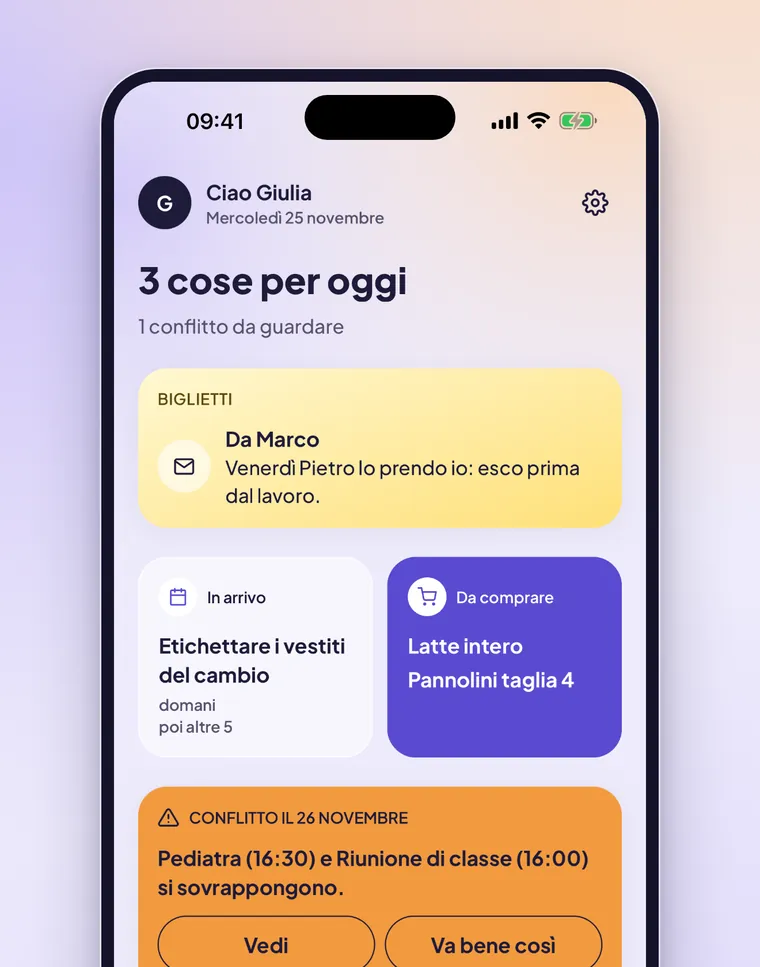 09:41
G
Ciao Giulia
Mercoledì 25 novembre
3 cose per oggi
1 conflitto da guardare
BIGLIETTI
Da Marco
Venerdì Pietro lo prendo io: esco prima
dal lavoro.
In arrivo
Etichettare i vestiti
del cambio
domani
poi altre 5
Da comprare
Latte intero
Pannolini taglia 4
CONFLITTO IL 26 NOVEMBRE
Pediatra (16:30) e Riunione di classe (16:00)
si sovrappongono.
Vedi
Va bene così